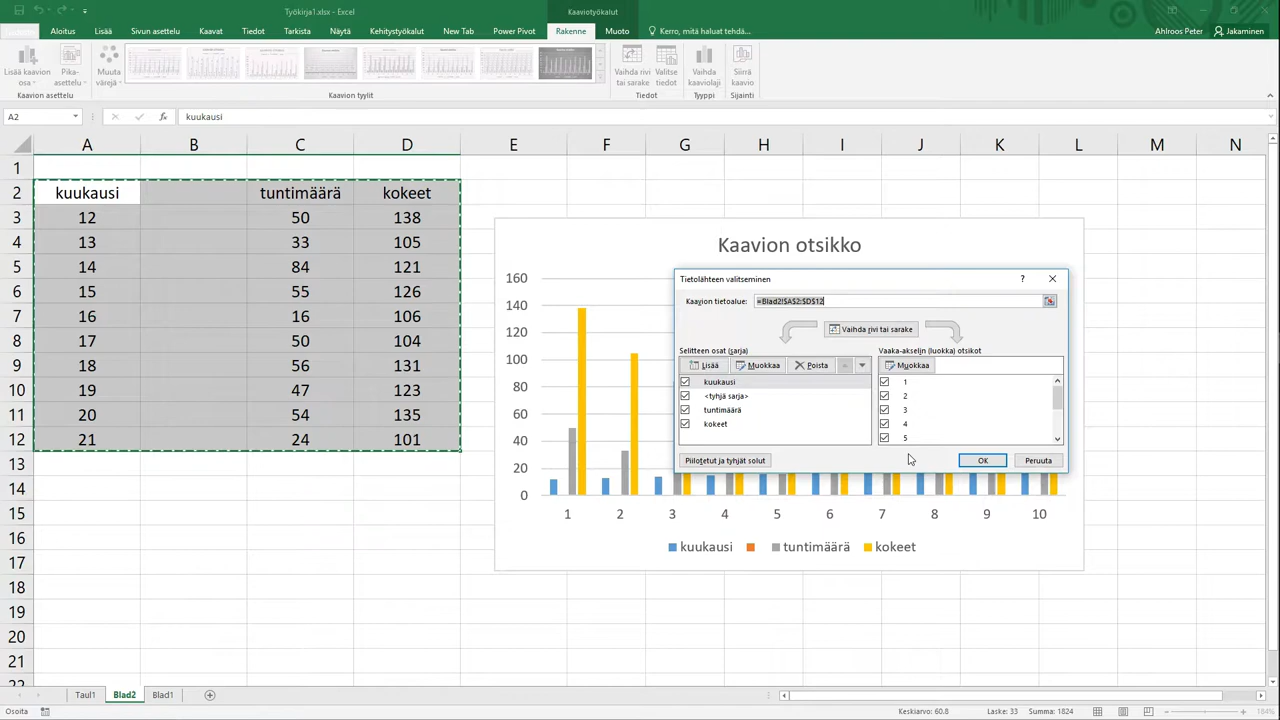 Työkirja1.xlsx - Excel
Kaaviotyökalut
Aloitus Lisää Sivun asettelu Kaavat Tiedot Tarkista Näytä Kehitystyökalut New Tab Power Pivot Rakenne Muoto Kerro, mitä haluat tehdä... Ahlroos Peter Jakaminen
Lisää kaavion osa. Pika-asettelu Muuta värejä Vaihda rivi tai sarake Valitse tiedot Vaihda kaaviolaji Siirrä kaavio
Kaavion asettelu Kaavion tyylit Tiedot Tyyppi Sijainti
A2 fx kuukausi
A B C D E F G H I J K L M N
1
2 kuukausi tuntimäärä kokeet
3 12 50 138
4 13 33 105
5 14 84 121
6 15 55 126
7 16 16 106
8 17 50 104
9 18 56 131
10 19 47 123
11 20 54 135
12 21 24 101
13
14
15
16
17
18
19
20
21
22
Kaavion otsikko
160
140
120
100
80
60
40
20
0
1 2 3 4 5 6 7 8 9 10
kuukausi tuntimäärä kokeet
Tietolähteen valitseminen ?
Kaavion tietoalue: =Blad2!$A$2:$D$12
Vaihda rivi tai sarake
Selitteen osat (sarja) Vaaka-akselin (luokka) otsikot
Lisää Muokkaa Poista Muokkaa
kuukausi 1
<tyhjä sarja> 2
tuntimäärä 3
kokeet 4
5
Piilotetut ja tyhjät solut OK Peruuta
Taul1 Blad2 Blad1
Osoita Keskiarvo: 60.8 Laske: 33 Summa: 1824 184%